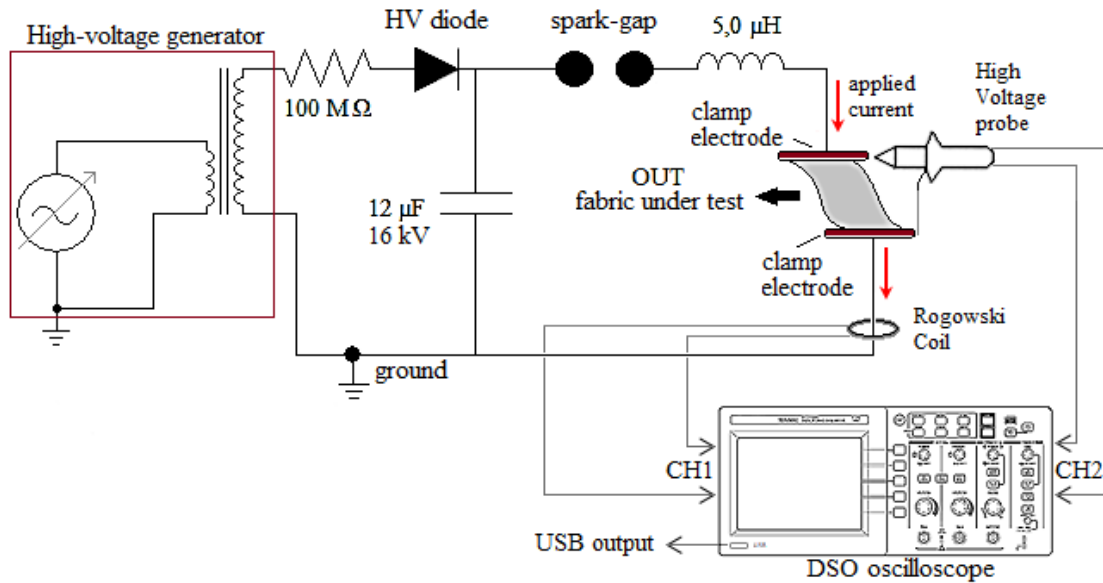 High-voltage generator
HV diode
spark-gap
5,0 µH
100 MΩ
12 µF
16 kV
applied
current
High
Voltage
probe
clamp
electrode
OUT
fabric under test
clamp
electrode
Rogowski
Coil
ground
CH1
CH2
USB output
DSO oscilloscope